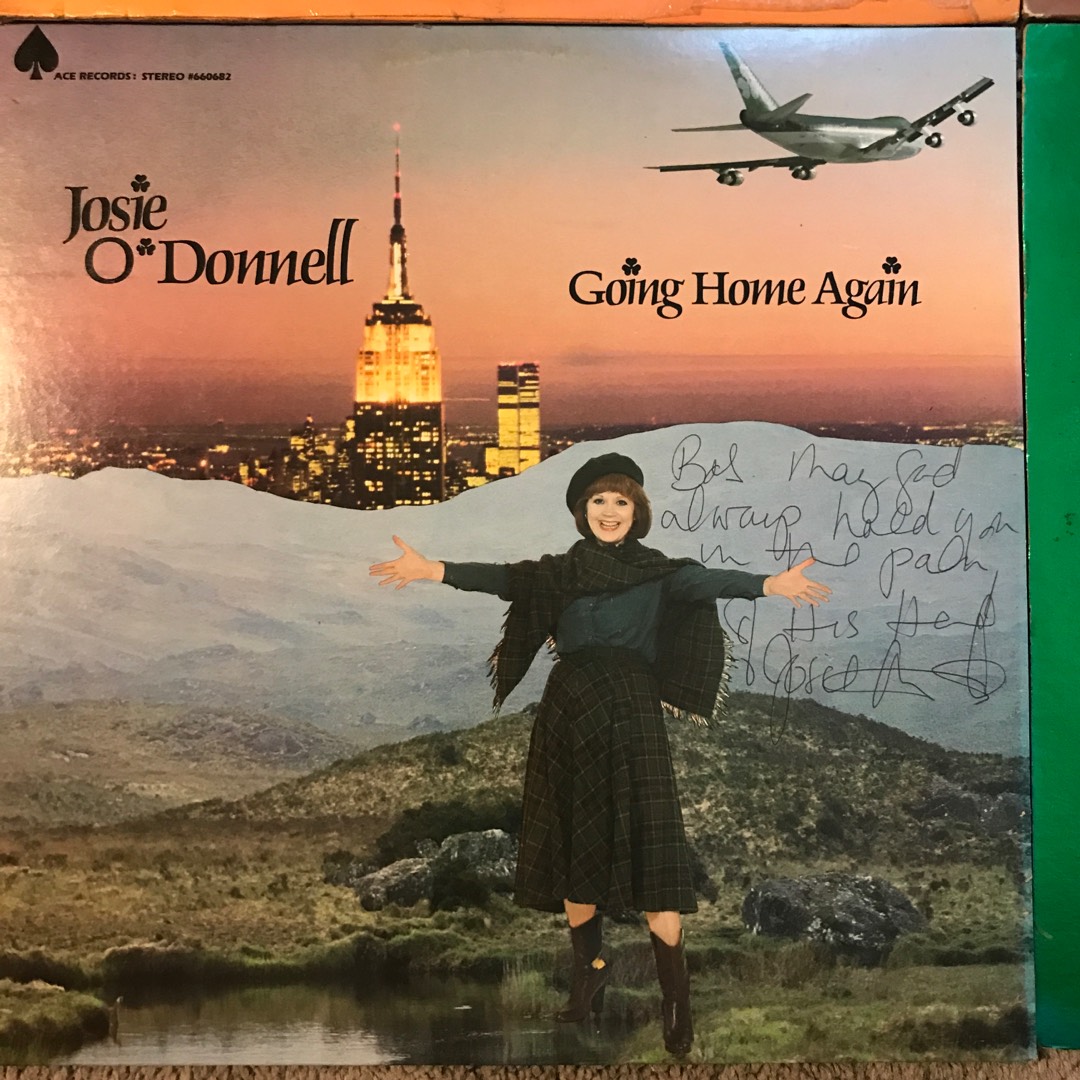 ACE RECORDS: STEREO #660682
Josie
O'Donnell
Going Home Again
May God
always hold you
in the palm
of His Hand
Josie